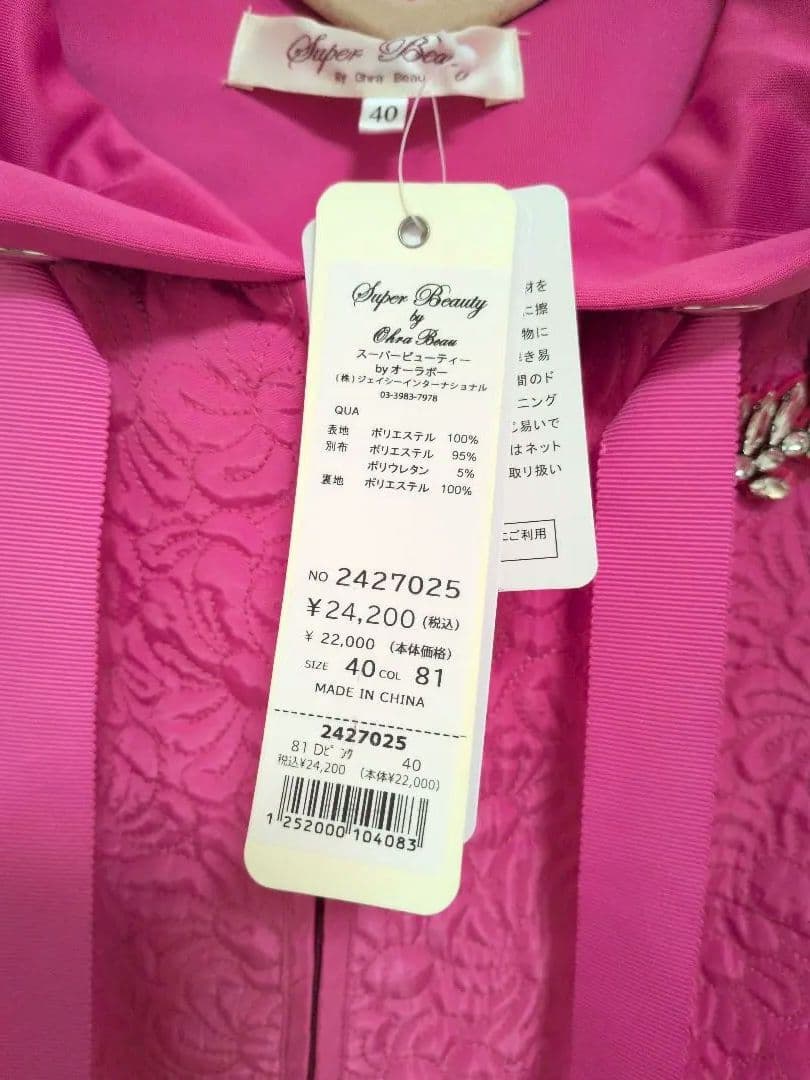 Super Beau
By Ohra Beau
40
Super Beauty
by
Ohra Beau
スーパービューティー
byオーラボー
(株)ジェイシーインターナショナル
03-3983-7978
QUA
表地 ポリエステル 100%
別布 ポリエステル 95%
ポリウレタン 5%
裏地 ポリエステル 100%
NO 2427025
¥24,200 (税込)
¥ 22,000 (本体価格)
SIZE 40 COL 81
MADE IN CHINA
2427025
81 Dピンク 40
税込¥24,200 (本体¥22,000)
1 252000 104083
材を
に擦
物に
き易
間のド
ニング
じ易いで
はネット
取り扱い
にご利用